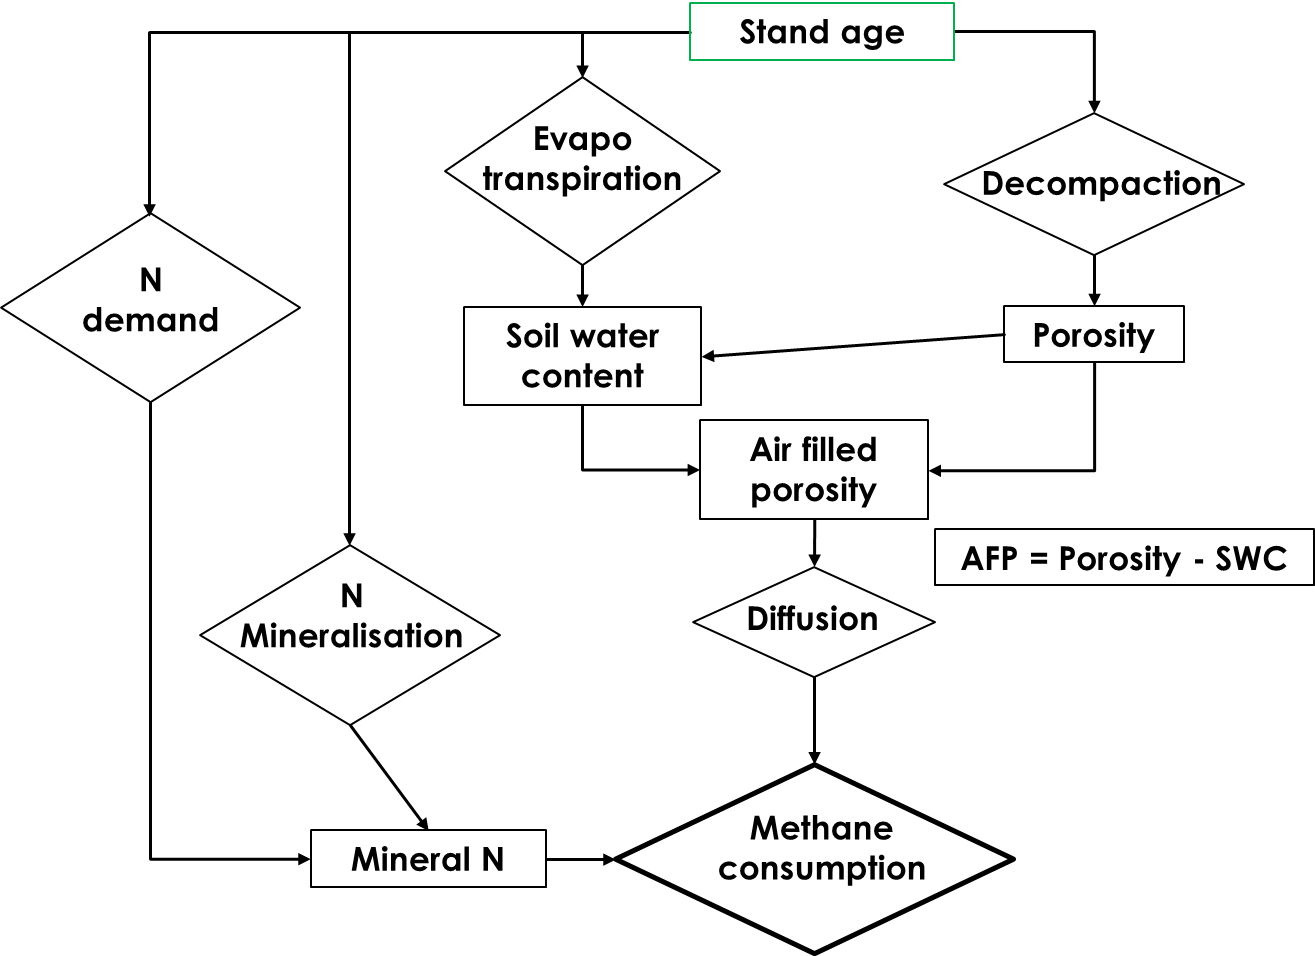 Stand age
Evapo
transpiration
Decompaction
N
demand
Soil water
content
Porosity
Air filled
porosity
AFP = Porosity - SWC
N
Mineralisation
Diffusion
Methane
consumption
Mineral N